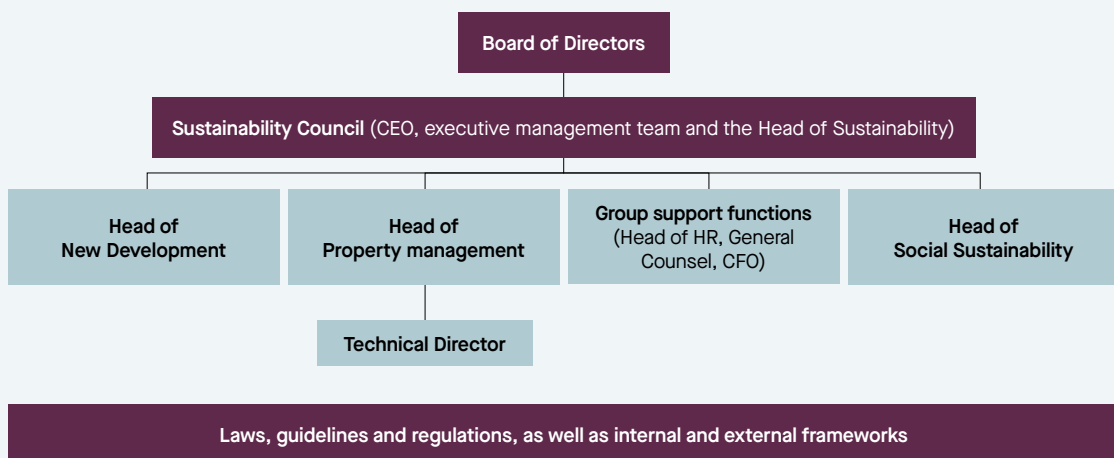 Board of Directors
Sustainability Council (CEO, executive management team and the Head of Sustainability)
Head of
New Development
Head of
Property management
Group support functions
(Head of HR, General
Counsel, CFO)
Head of
Social Sustainability
Technical Director
Laws, guidelines and regulations, as well as internal and external frameworks